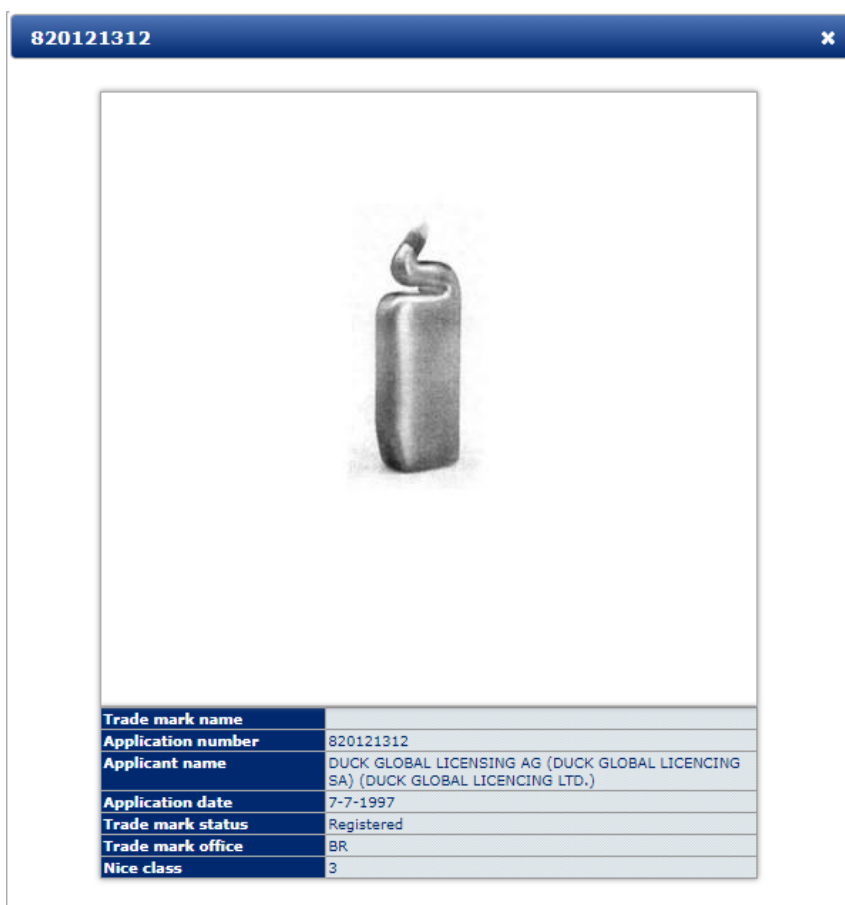 820121312
Trade mark name
Application number 820121312
Applicant name DUCK GLOBAL LICENSING AG (DUCK GLOBAL LICENCING
SA) (DUCK GLOBAL LICENCING LTD.)
Application date 7-7-1997
Trade mark status Registered
Trade mark office BR
Nice class 3